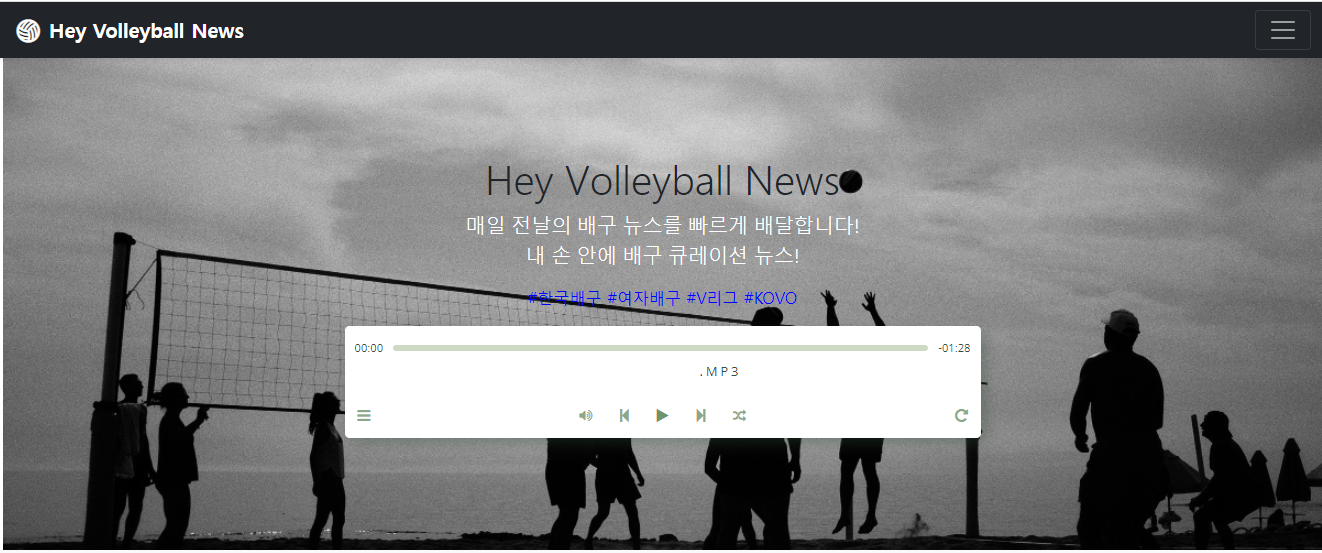 Hey Volleyball News
Hey Volleyball News
매일 전날의 배구 뉴스를 빠르게 배달합니다!
내 손 안에 배구 큐레이션 뉴스!
#한국배구 #여자배구 #V리그 #KOVO
00:00 -01:28
.MP3